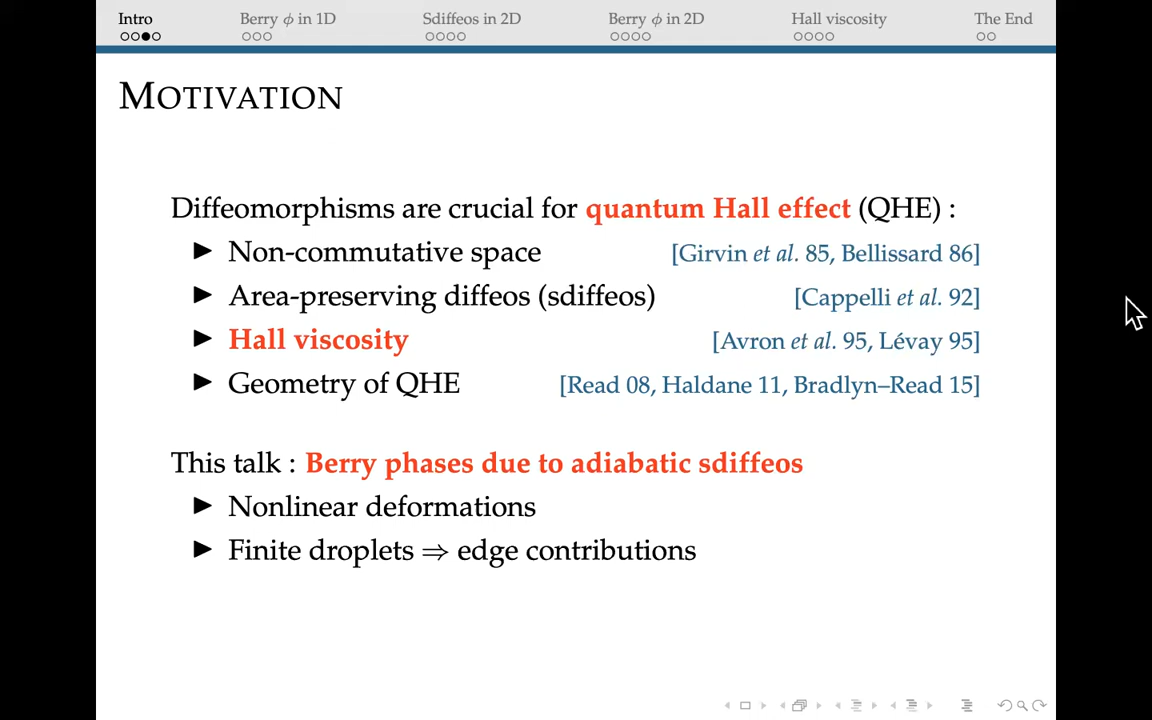 Intro Berry ϕ in 1D Sdiffeos in 2D Berry ϕ in 2D Hall viscosity The End
MOTIVATION
Diffeomorphisms are crucial for quantum Hall effect (QHE) :
► Non-commutative space [Girvin et al. 85, Bellissard 86]
► Area-preserving diffeos (sdiffeos) [Cappelli et al. 92]
► Hall viscosity [Avron et al. 95, Lévay 95]
► Geometry of QHE [Read 08, Haldane 11, Bradlyn–Read 15]
This talk : Berry phases due to adiabatic sdiffeos
► Nonlinear deformations
► Finite droplets ⇒ edge contributions